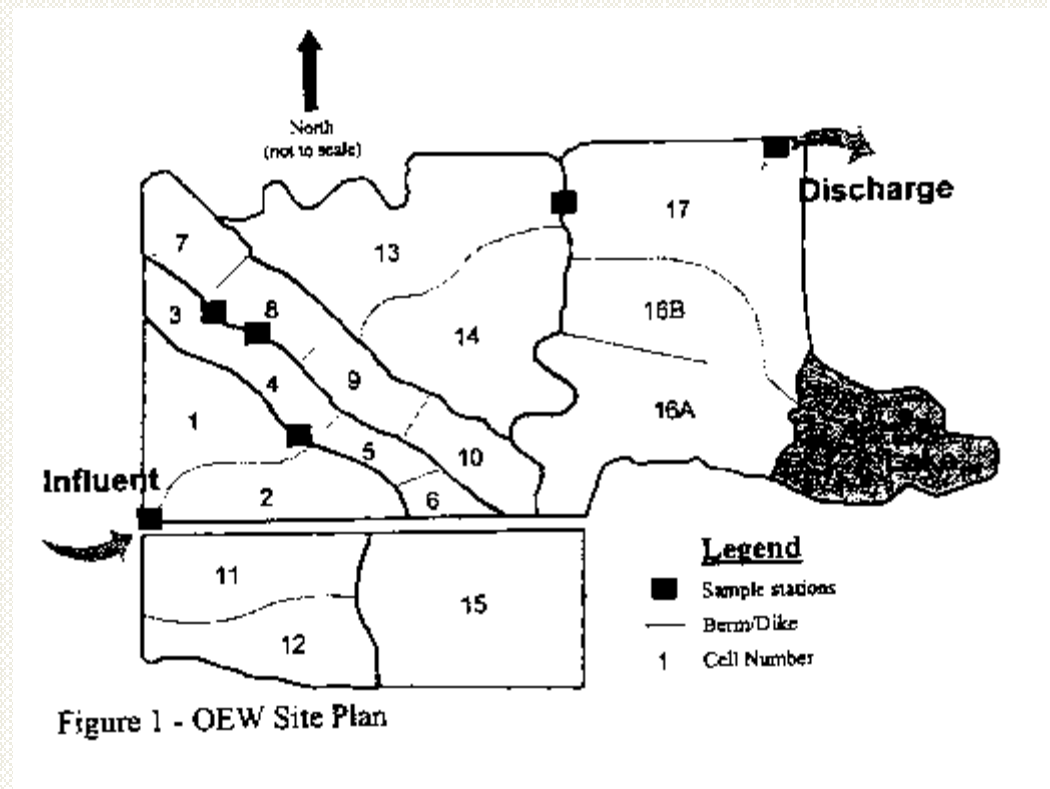 North
(not to scale)
Discharge
17
13
7
3
8
16B
14
4
9
16A
1
5
10
Influent
2
6
11
15
12
Legend
Sample stations
Berm/Dike
1 Cell Number
Figure 1 - OEW Site Plan